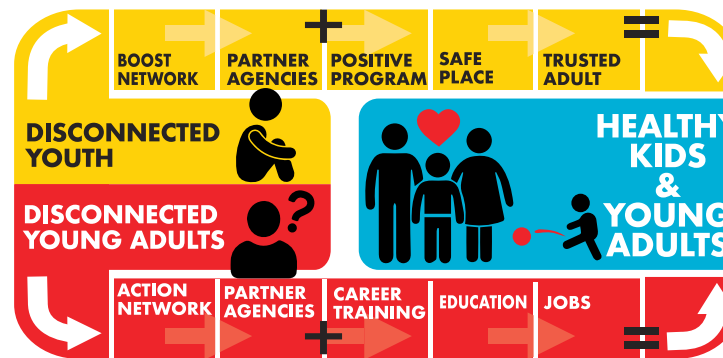 BOOST
NETWORK
PARTNER
AGENCIES
+
POSITIVE
PROGRAM
SAFE
PLACE
TRUSTED
ADULT
=
DISCONNECTED
YOUTH
DISCONNECTED
YOUNG ADULTS
?
HEALTHY
KIDS
&
YOUNG
ADULTS
ACTION
NETWORK
PARTNER
AGENCIES
+
CAREER
TRAINING
EDUCATION
JOBS
=